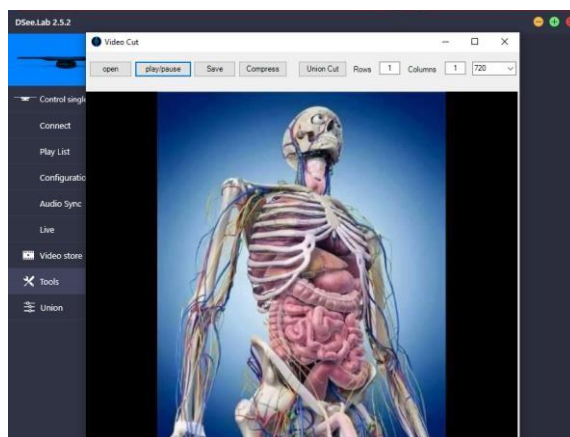 DSee.Lab 2.5.2
Video Cut
open play/pause Save Compress Union Cut Rows 1 Columns 1 720
Control singl
Connect
Play List
Configuratio
Audio Sync
Live
Video store
Tools
Union